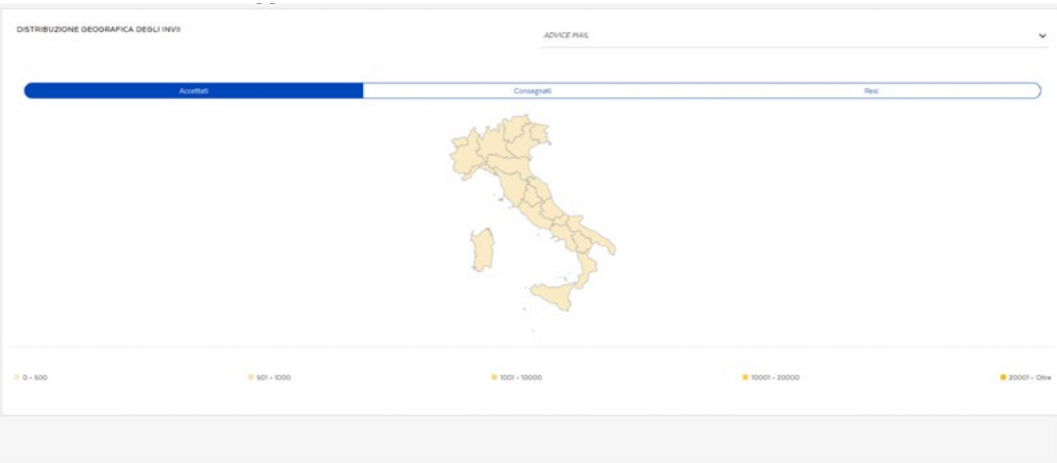 DISTRIBUZIONE GEOGRAFICA DEGLI INVII
ADVICE MAIL
Accettati Consegnati Resi
0 - 500 501 - 1000 1001 - 10000 10001 - 20000 20001 - Oltre